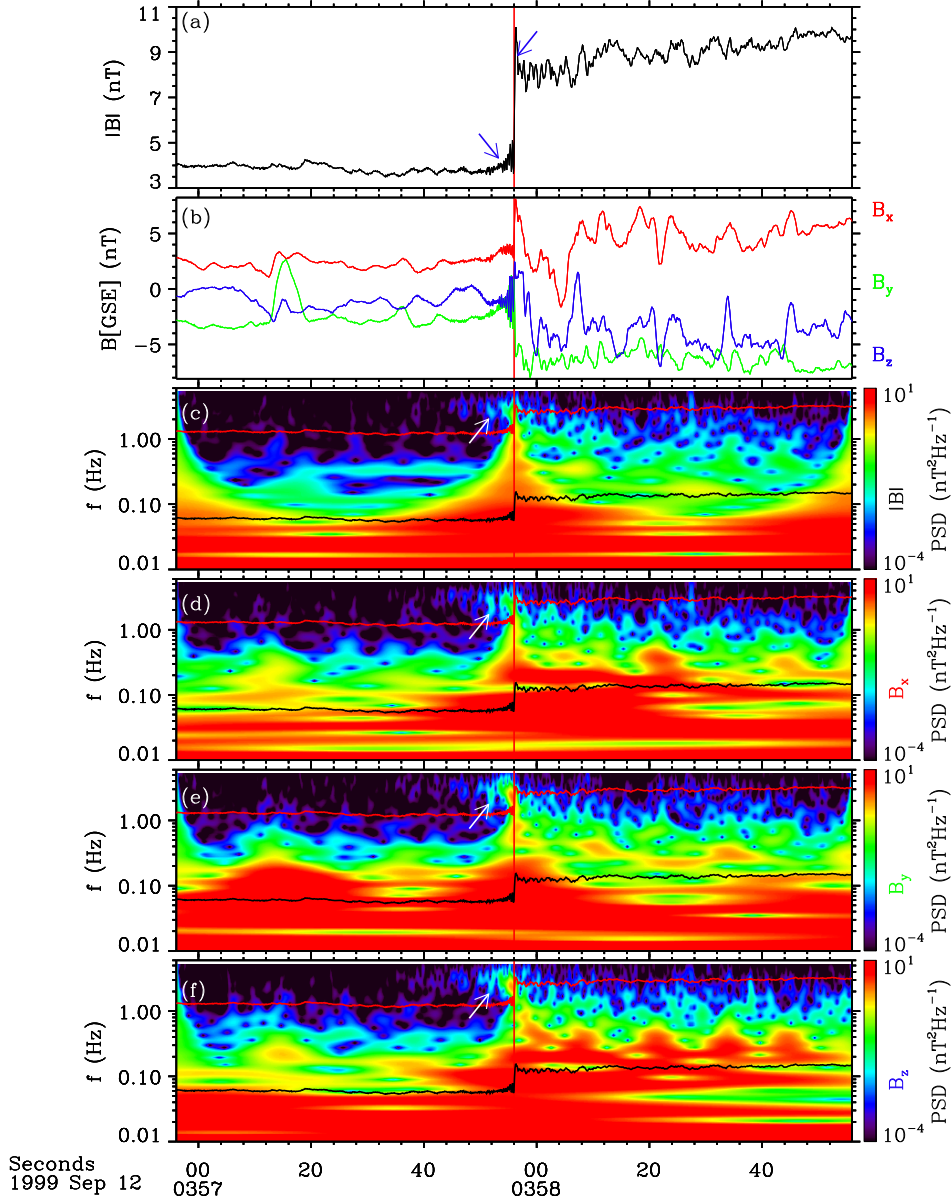 (a)
11
9
7
5
3
|B| (nT)
(b)
5
0
−5
B[GSE] (nT)
B_x
B_y
B_z
(c)
1.00
0.10
0.01
f (Hz)
10^1
10^−4
|B|
PSD (nT^2Hz^−1)
(d)
1.00
0.10
0.01
f (Hz)
10^1
10^−4
B_x
PSD (nT^2Hz^−1)
(e)
1.00
0.10
0.01
f (Hz)
10^1
10^−4
B_y
PSD (nT^2Hz^−1)
(f)
1.00
0.10
0.01
f (Hz)
10^1
10^−4
B_z
PSD (nT^2Hz^−1)
Seconds 00 20 40 00 20 40
1999 Sep 12 0357 0358